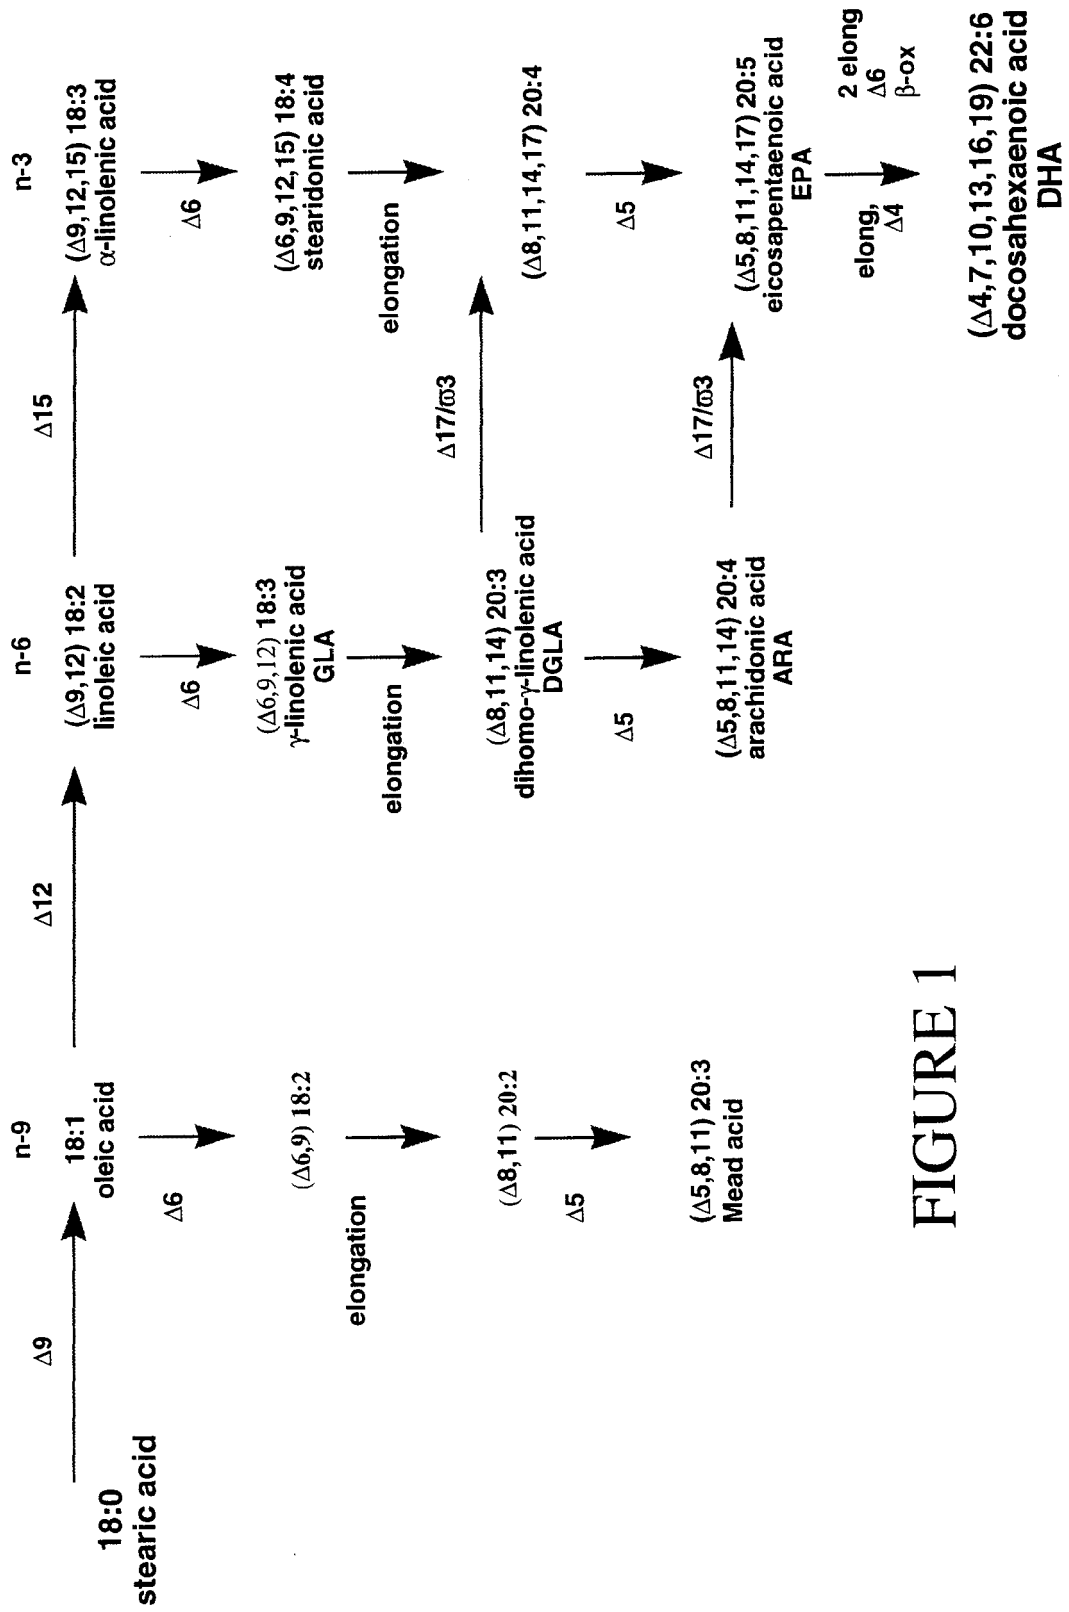 n-9
n-6
n-3
Δ9
Δ12
Δ15
18:0
stearic acid
18:1
oleic acid
(Δ9,12) 18:2
linoleic acid
(Δ9,12,15) 18:3
α-linolenic acid
Δ6
Δ6
Δ6
(Δ6,9) 18:2
(Δ6,9,12) 18:3
γ-linolenic acid
GLA
(Δ6,9,12,15) 18:4
stearidonic acid
elongation
elongation
elongation
Δ17/ϖ3
(Δ8,11) 20:2
(Δ8,11,14) 20:3
dihomo-γ-linolenic acid
DGLA
(Δ8,11,14,17) 20:4
Δ5
Δ5
Δ5
Δ17/ϖ3
(Δ5,8,11) 20:3
Mead acid
(Δ5,8,11,14) 20:4
arachidonic acid
ARA
(Δ5,8,11,14,17) 20:5
eicosapentaenoic acid
EPA
elong,
Δ4
2 elong
Δ6
β-ox
(Δ4,7,10,13,16,19) 22:6
docosahexaenoic acid
DHA
FIGURE 1